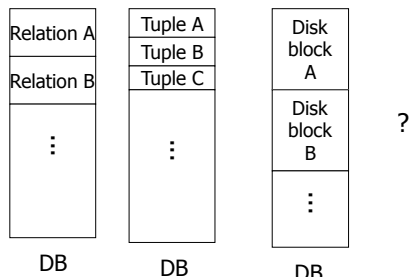 Relation A
Relation B
...
DB
Tuple A
Tuple B
Tuple C
...
DB
Disk
block
A
Disk
block
B
...
DB
?